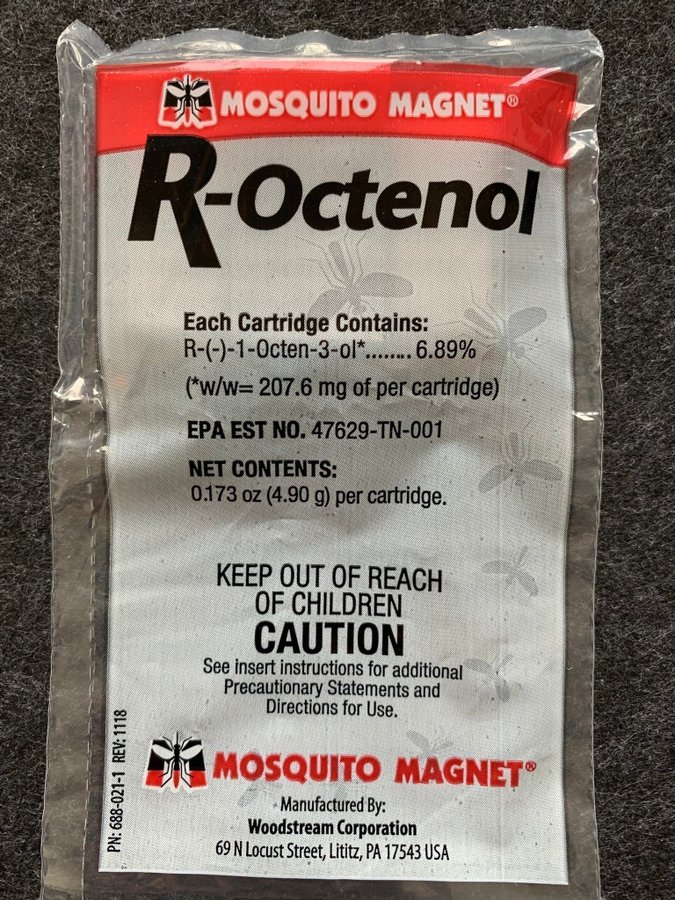 MOSQUITO MAGNET®
R-Octenol
Each Cartridge Contains:
R-(-)-1-Octen-3-ol*........ 6.89%
(*w/w= 207.6 mg of per cartridge)
EPA EST NO. 47629-TN-001
NET CONTENTS:
0.173 oz (4.90 g) per cartridge.
KEEP OUT OF REACH
OF CHILDREN
CAUTION
See insert instructions for additional
Precautionary Statements and
Directions for Use.
MOSQUITO MAGNET®
Manufactured By:
Woodstream Corporation
69 N Locust Street, Lititz, PA 17543 USA
PN: 688-021-1 REV: 1118